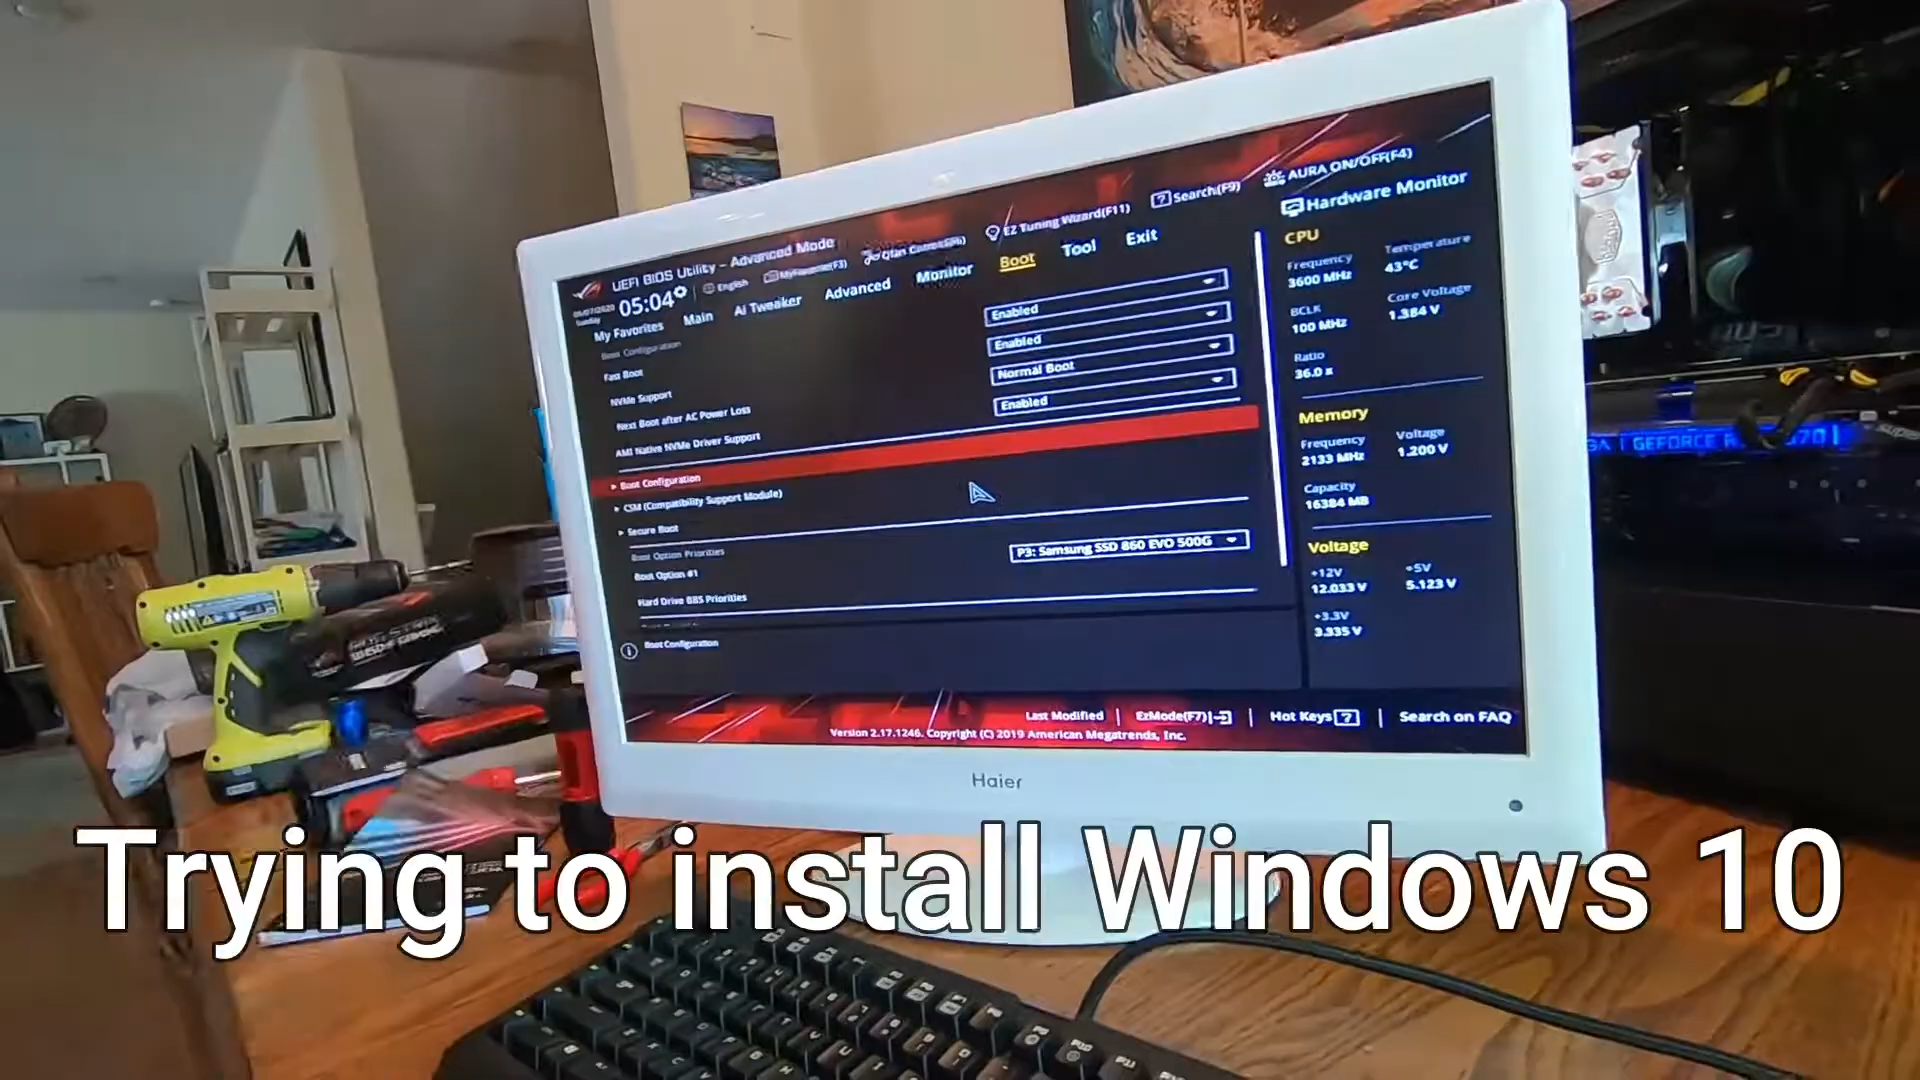 UEFI BIOS Utility – Advanced Mode
05:04
English
MyFavorite(F3)
EZ Tuning Wizard(F11)
Search(F9)
AURA ON/OFF(F4)
My Favorites
Main
Ai Tweaker
Advanced
Monitor
Boot
Tool
Exit
Boot Configuration
Fast Boot
Enabled
NVMe Support
Enabled
Next Boot after AC Power Loss
Normal Boot
AMI Native NVMe Driver Support
Enabled
Boot Configuration
CSM (Compatibility Support Module)
Secure Boot
Boot Option Priorities
Boot Option #1
P3: Samsung SSD 860 EVO 500G
Hard Drive BBS Priorities
Boot Configuration
Hardware Monitor
CPU
Frequency
Temperature
3600 MHz
43°C
BCLK
Core Voltage
100 MHz
1.384 V
Ratio
36.0 x
Memory
Frequency
Voltage
2133 MHz
1.200 V
Capacity
16384 MB
Voltage
+12V
+5V
12.033 V
5.123 V
+3.3V
3.335 V
Last Modified
EzMode(F7)
Hot Keys ?
Search on FAQ
Version 2.17.1246. Copyright (C) 2019 American Megatrends, Inc.
Haier
GEFORCE
Trying to install Windows 10